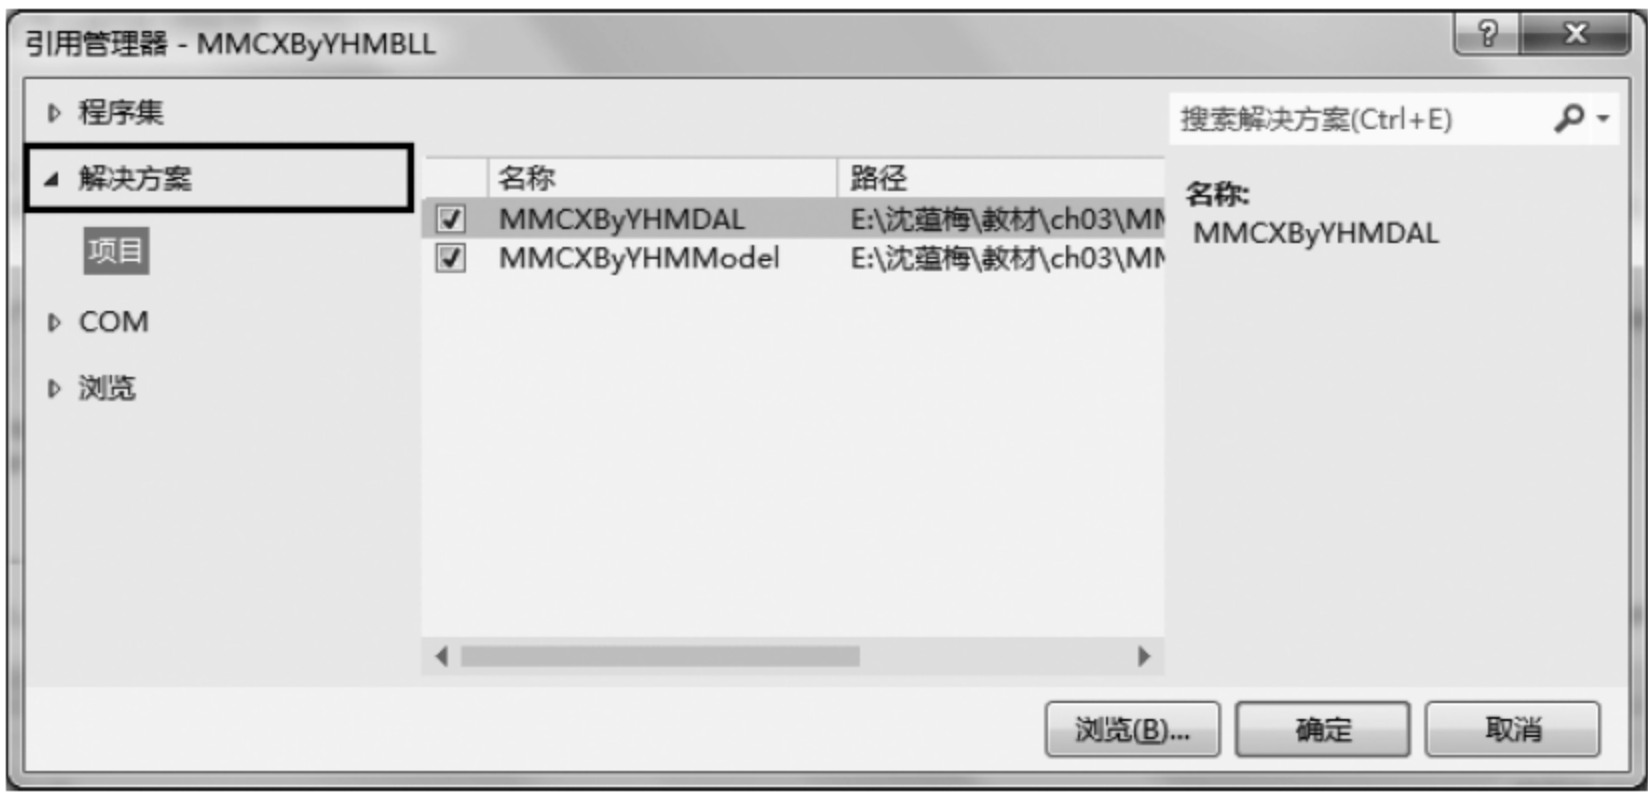 引用管理器 - MMCXByYHMBLL
程序集
搜索解决方案(Ctrl+E)
解决方案
名称
路径
MMCXByYHMDAL
E:\沈蕴梅\教材\ch03\MM
MMCXByYHMModel
E:\沈蕴梅\教材\ch03\MM
项目
COM
浏览
名称:
MMCXByYHMDAL
浏览(B)...
确定
取消